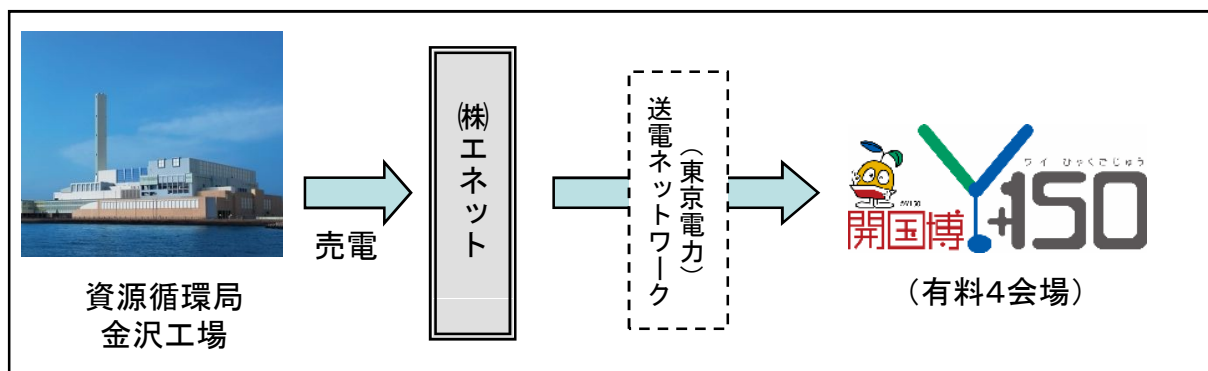 資源循環局
金沢工場
売電
㈱エネット
送電ネットワーク
（東京電力）
ワイ ひゃくごじゅう
開国博Y+150
（有料4会場）